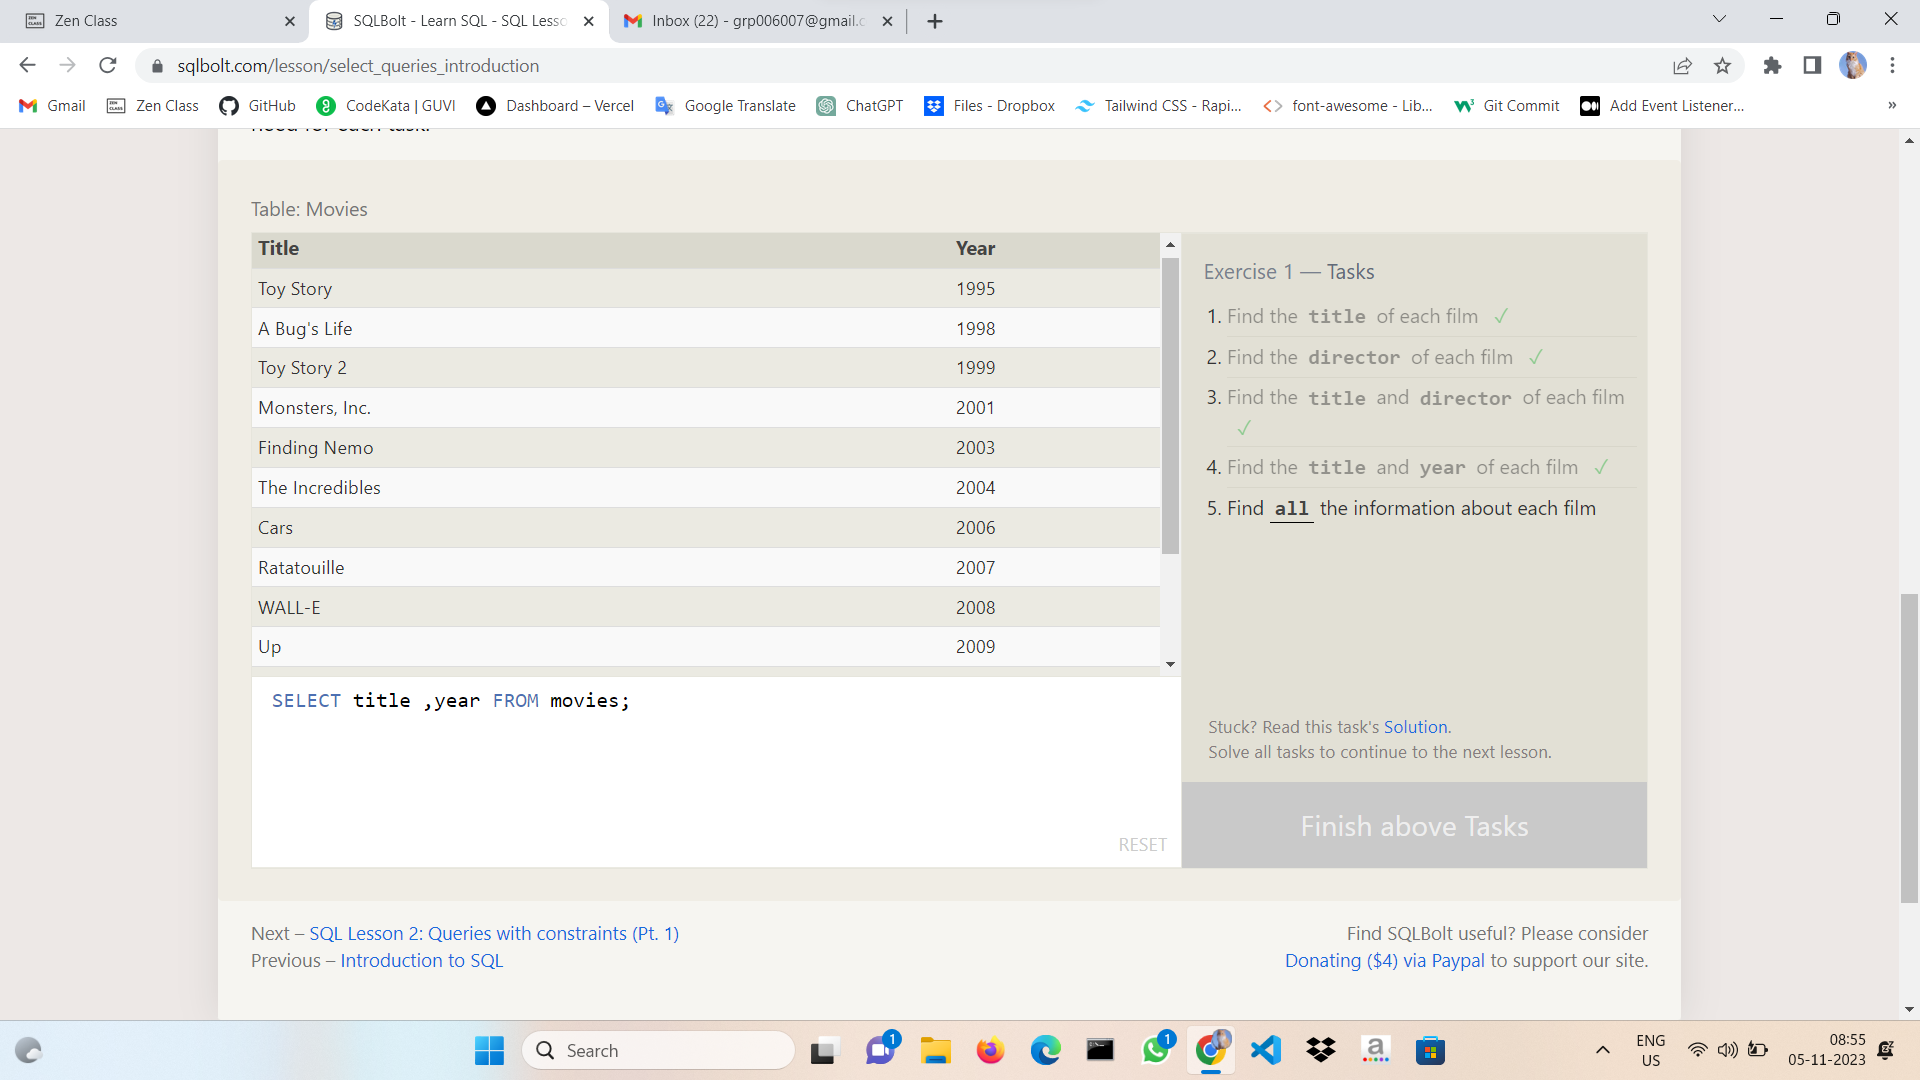 Zen Class
SQLBolt - Learn SQL - SQL Lesso
Inbox (22) - grp006007@gmail.c
sqlbolt.com/lesson/select_queries_introduction
Gmail
Zen Class
GitHub
CodeKata | GUVI
Dashboard – Vercel
Google Translate
ChatGPT
Files - Dropbox
Tailwind CSS - Rapi...
font-awesome - Lib...
Git Commit
Add Event Listener...
need for each task.
Table: Movies
Title Year
Toy Story 1995
A Bug's Life 1998
Toy Story 2 1999
Monsters, Inc. 2001
Finding Nemo 2003
The Incredibles 2004
Cars 2006
Ratatouille 2007
WALL-E 2008
Up 2009
SELECT title ,year FROM movies;
RESET
Exercise 1 — Tasks
1. Find the title of each film ✓
2. Find the director of each film ✓
3. Find the title and director of each film
✓
4. Find the title and year of each film ✓
5. Find all the information about each film
Stuck? Read this task's Solution.
Solve all tasks to continue to the next lesson.
Finish above Tasks
Next – SQL Lesson 2: Queries with constraints (Pt. 1)
Previous – Introduction to SQL
Find SQLBolt useful? Please consider
Donating ($4) via Paypal to support our site.
Search
1
1
ENG
US
08:55
05-11-2023